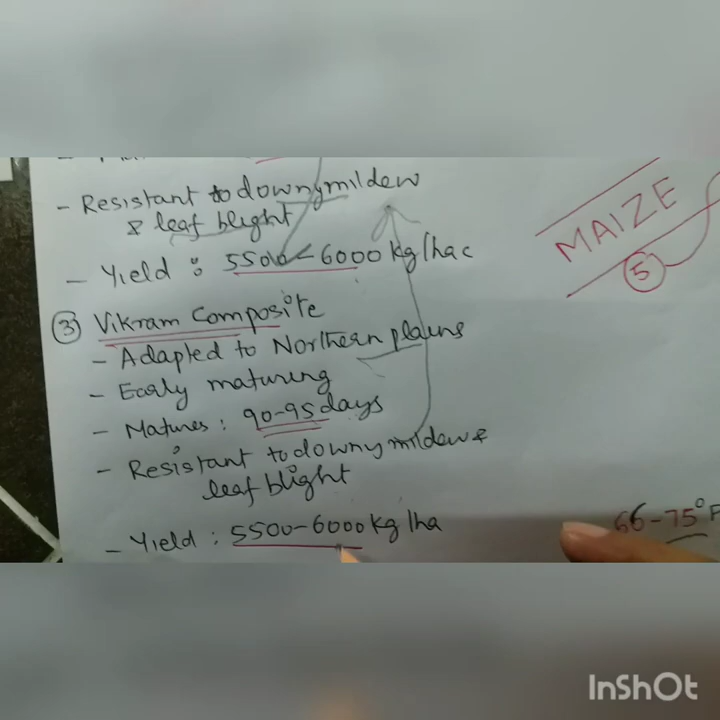 - Resistant to downy mildew
& leaf blight
- Yield : 5500-6000 kg/hac
③ Vikram Composite
- Adapted to Northern plains
- Early maturing
- Matures : 90-95 days
- Resistant to downy mildew &
leaf blight
- Yield : 5500-6000 kg/ha
MAIZE
5
66-75°F
InShOt